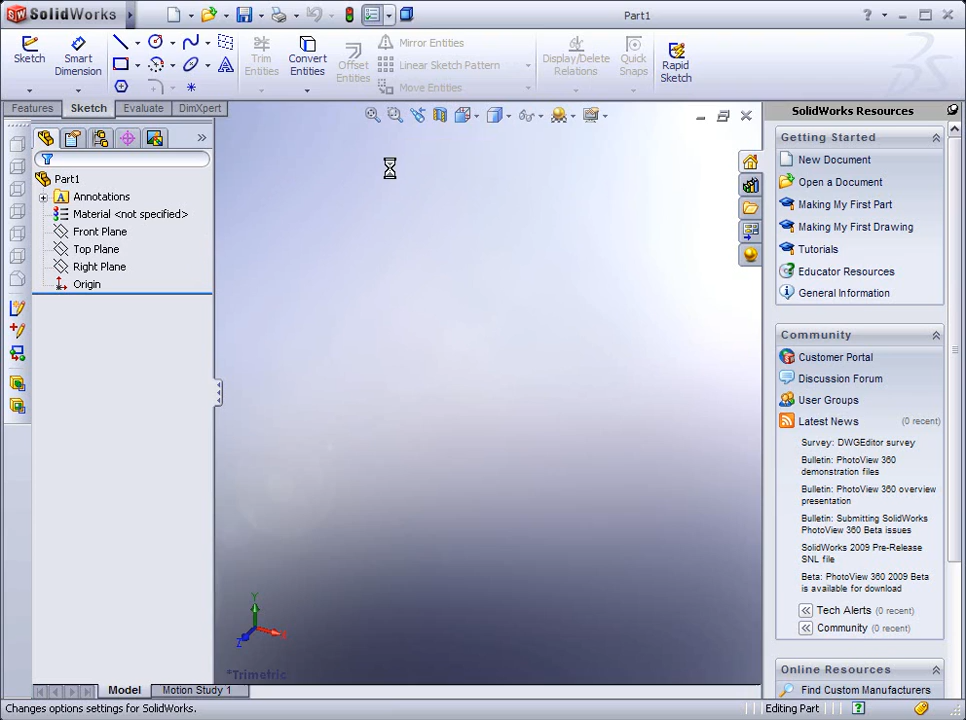 SolidWorks
Part1
Sketch
Smart Dimension
Trim Entities
Convert Entities
Offset Entities
Mirror Entities
Linear Sketch Pattern
Move Entities
Display/Delete Relations
Quick Snaps
Rapid Sketch
Features
Sketch
Evaluate
DimXpert
Part1
Annotations
Material <not specified>
Front Plane
Top Plane
Right Plane
Origin
Y
X
Z
*Trimetric
SolidWorks Resources
Getting Started
New Document
Open a Document
Making My First Part
Making My First Drawing
Tutorials
Educator Resources
General Information
Community
Customer Portal
Discussion Forum
User Groups
Latest News (0 recent)
Survey: DWGEditor survey
Bulletin: PhotoView 360
demonstration files
Bulletin: PhotoView 360 overview
presentation
Bulletin: Submitting SolidWorks
PhotoView 360 Beta issues
SolidWorks 2009 Pre-Release
SNL file
Beta: PhotoView 360 2009 Beta
is available for download
Tech Alerts (0 recent)
Community (0 recent)
Online Resources
Find Custom Manufacturers
Model
Motion Study 1
Changes options settings for SolidWorks.
Editing Part